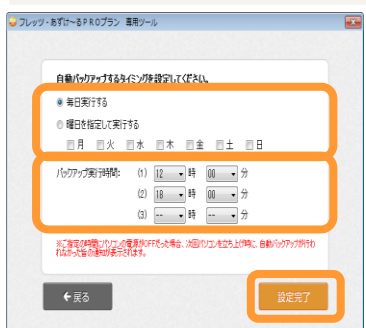 フレッツ・あずけ～るPROプラン 専用ツール
自動バックアップするタイミングを設定してください。
毎日実行する
曜日を指定して実行する
月 火 水 木 金 土 日
バックアップ実行時間: (1) 12 時 00 分
(2) 18 時 00 分
(3) -- 時 -- 分
※ご指定の時間にパソコンの電源がOFFだった場合、次回パソコンを立ち上げ時に、自動バックアップが行わ
れなかった旨の通知が表示されます。
戻る
設定完了